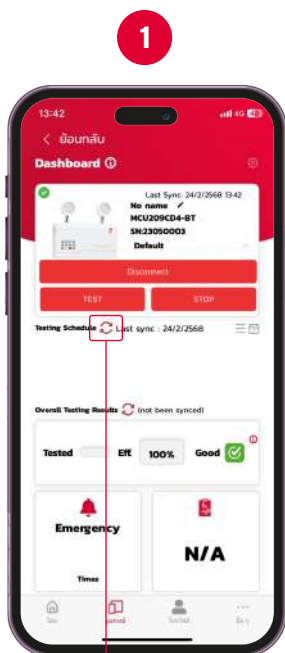 1
13:42
4G
ย้อนกลับ
Dashboard
Last Sync: 24/2/2568 13:42
No name
MCU209CD4-BT
SN:23050003
Default
Disconnect
TEST
STOP
Testing Schedule Last sync : 24/2/2568
Overall Testing Results (not been synced)
Tested Eff 100% Good
Emergency
Times
N/A